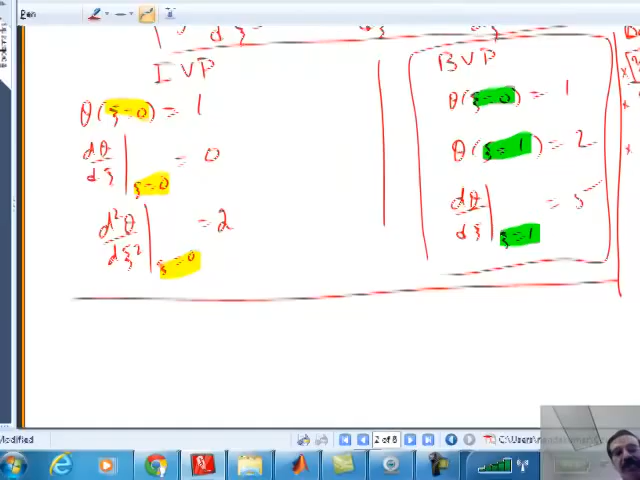 Pen
IVP
θ(ξ=0) = 1
dθ/dξ|ξ=0 = 0
d²θ/dξ²|ξ=0 = 2
BVP
θ(ξ=0) = 1
θ(ξ=1) = 2
dθ/dξ|ξ=1 = 5
Modified
2 of 8